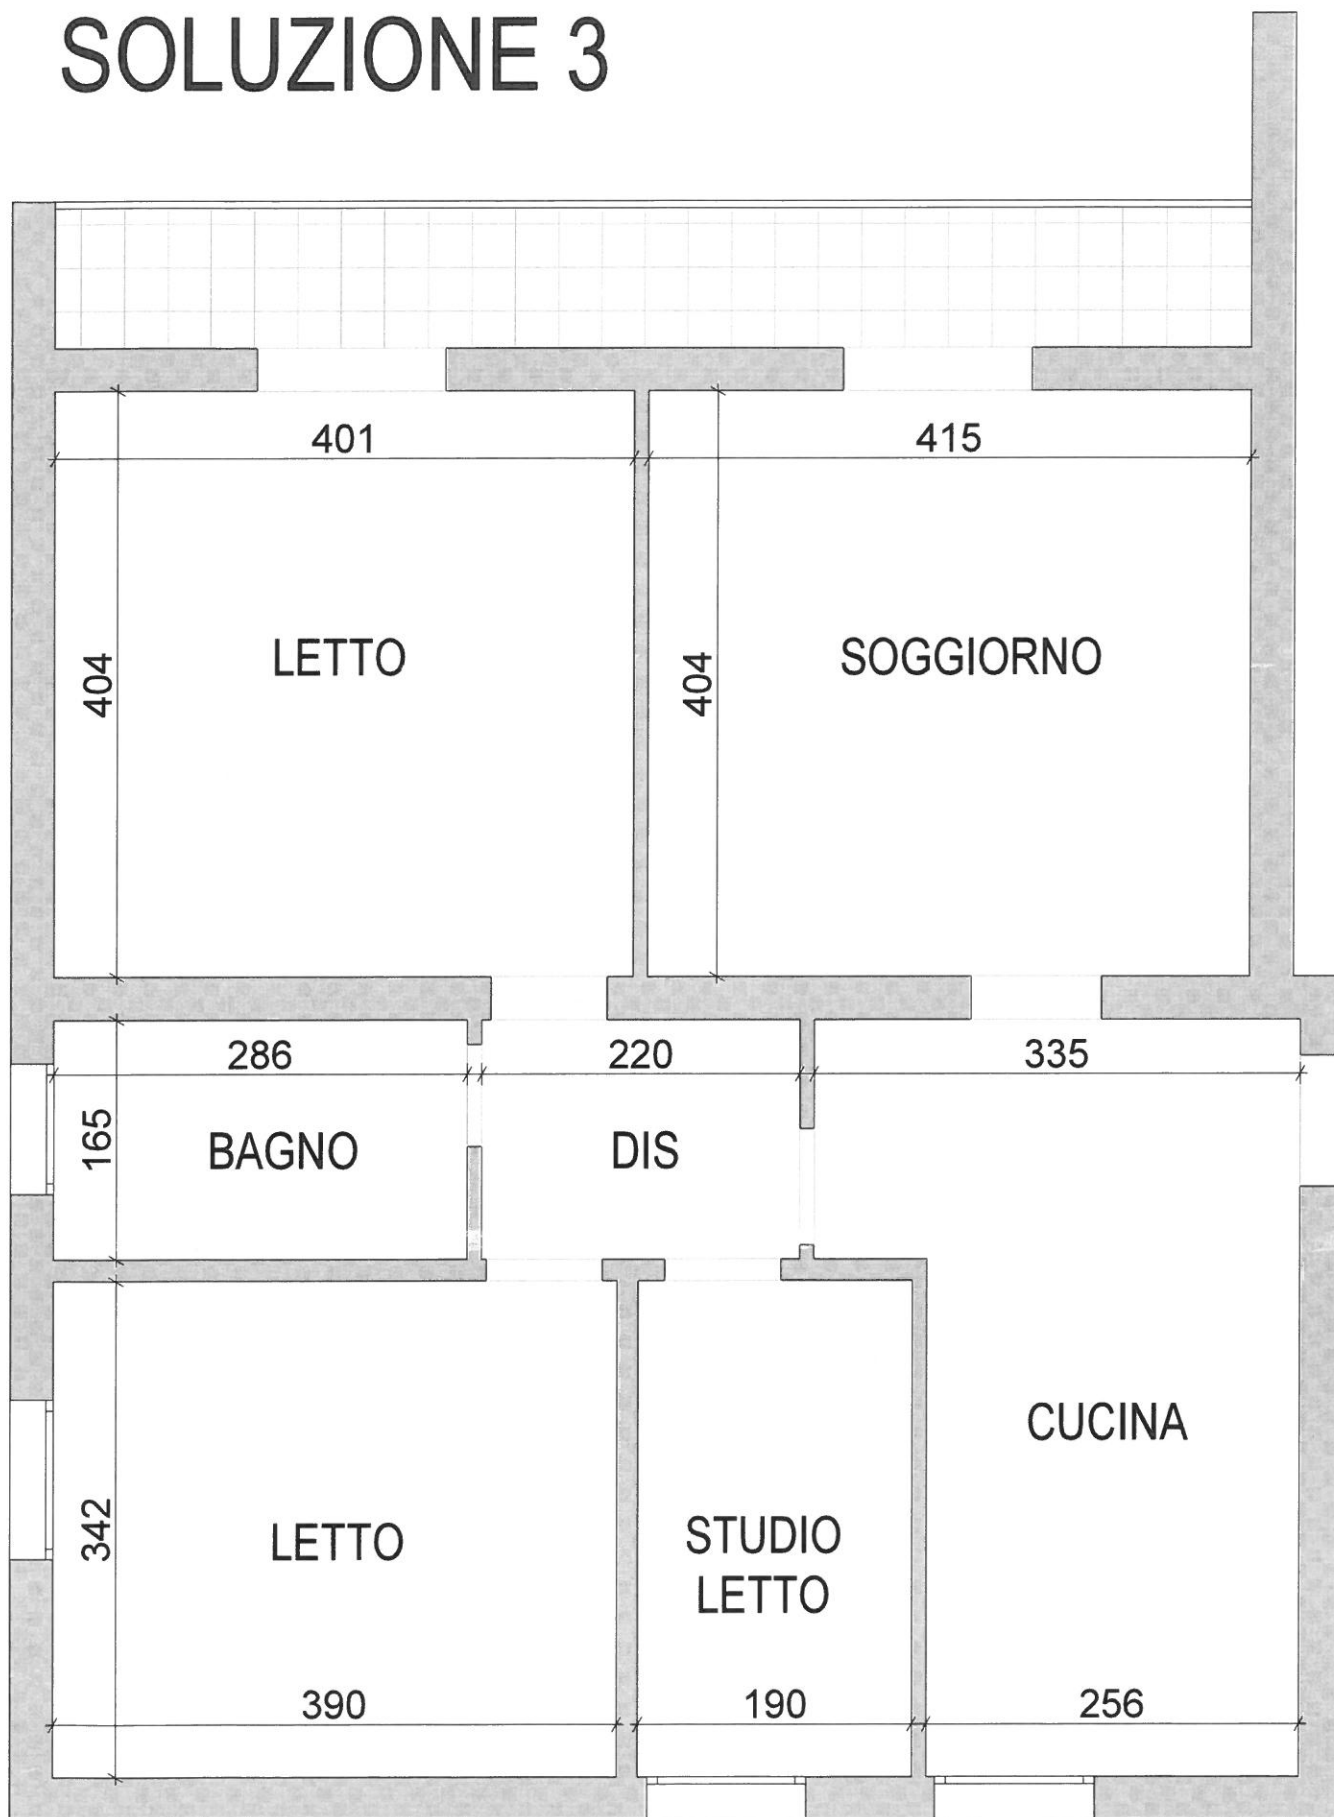 SOLUZIONE 3
401
415
LETTO
SOGGIORNO
404
404
286
220
335
165
BAGNO
DIS
CUCINA
342
LETTO
STUDIO
LETTO
390
190
256